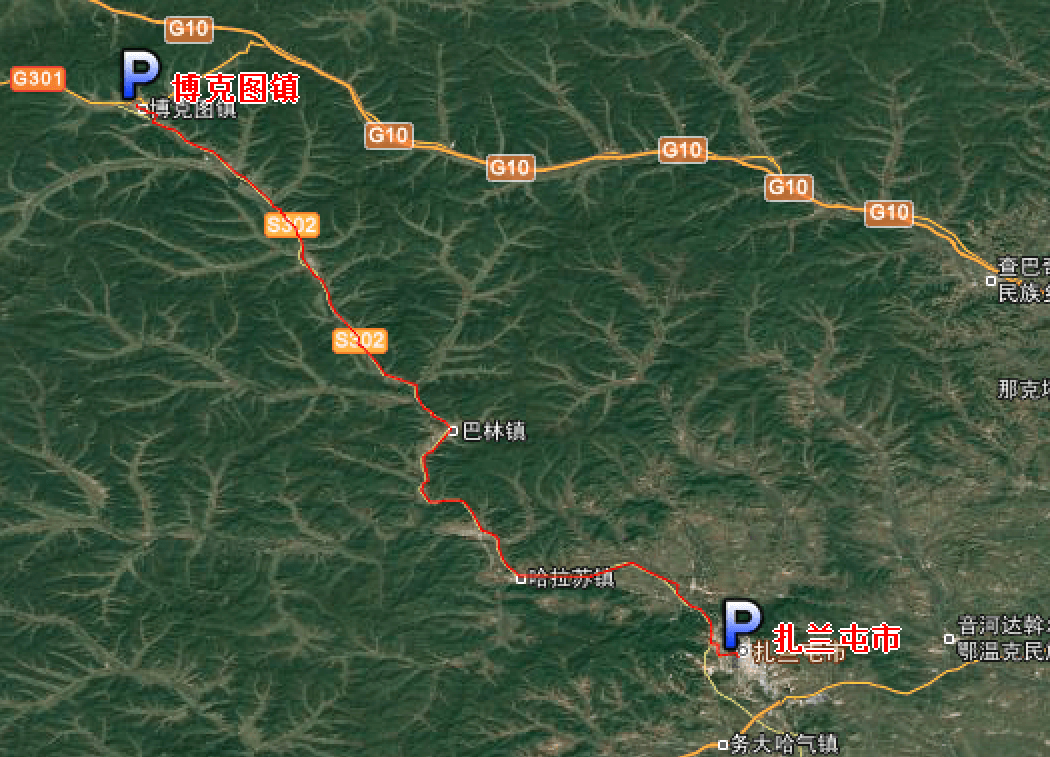 G10
G301
P
博克图镇
博克图镇
G10
G10
G10
G10
G10
S302
查巴奇
民族乡
S302
那克塔
巴林镇
哈拉苏镇
P
扎兰屯市
扎兰屯市
音河达斡尔
鄂温克民族
务大哈气镇